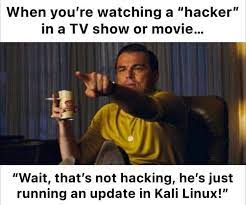 When you're watching a “hacker”
in a TV show or movie...
“Wait, that's not hacking, he's just
running an update in Kali Linux!”